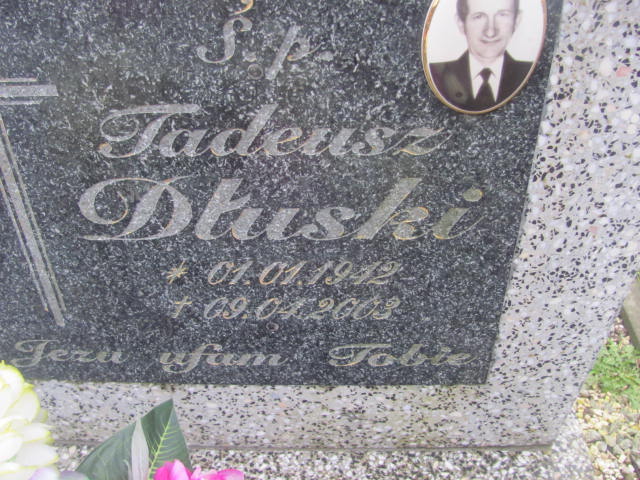 Ś.p.
Tadeusz
Dłuski
* 01.01.1942
† 09.04.2003
Jezu ufam Tobie